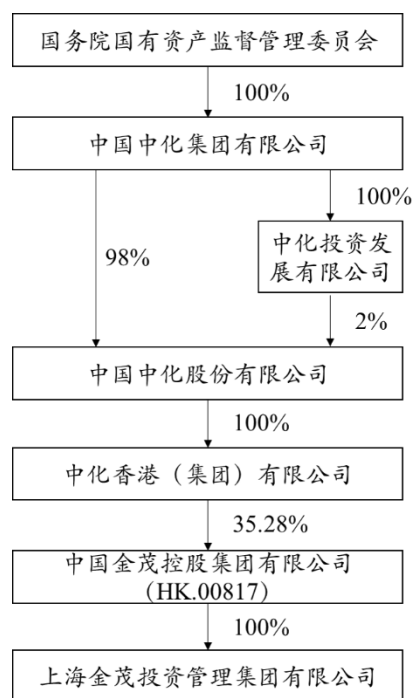 国务院国有资产监督管理委员会
100%
中国中化集团有限公司
100%
98%
中化投资发
展有限公司
2%
中国中化股份有限公司
100%
中化香港（集团）有限公司
35.28%
中国金茂控股集团有限公司
(HK.00817)
100%
上海金茂投资管理集团有限公司